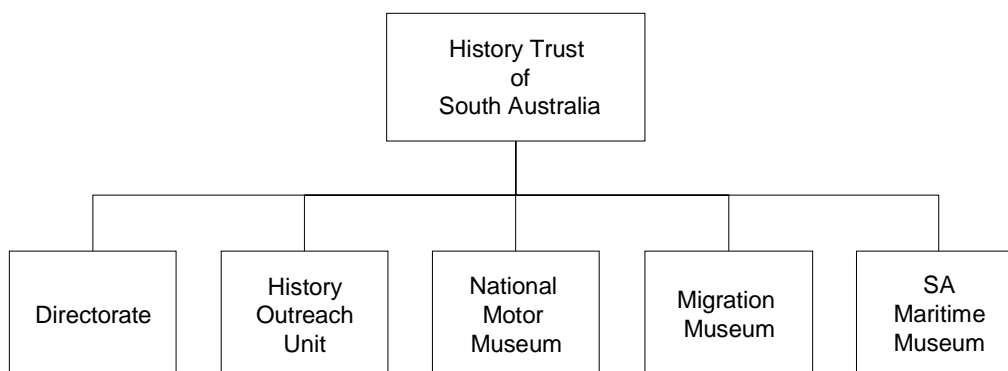 History Trust
of
South Australia
Directorate
History
Outreach
Unit
National
Motor
Museum
Migration
Museum
SA
Maritime
Museum